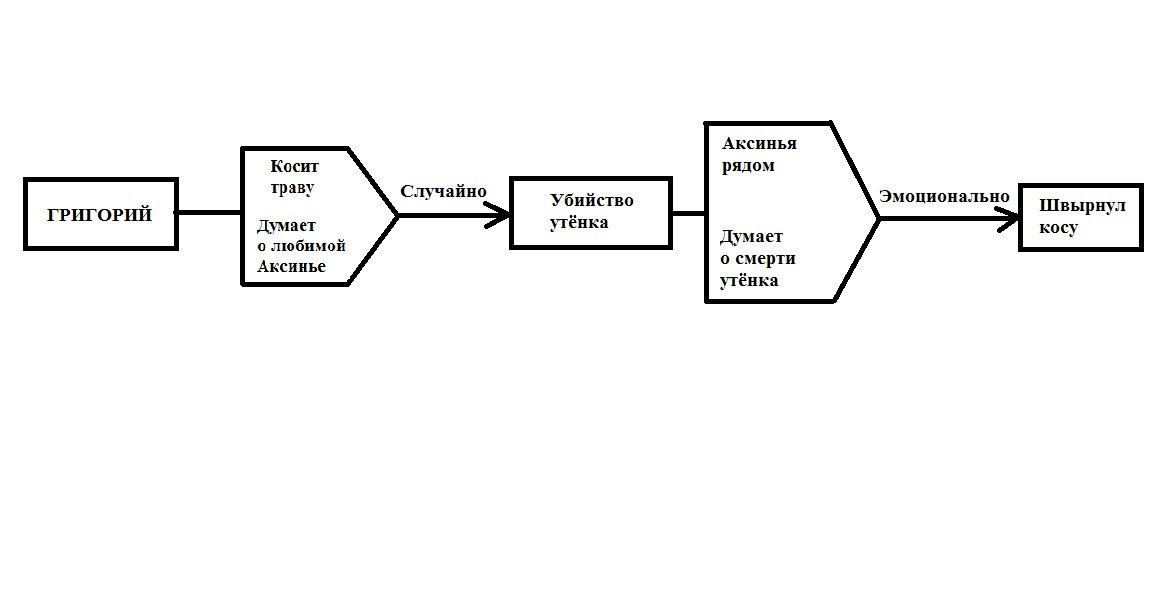 ГРИГОРИЙ
Косит
траву
Думает
о любимой
Аксинье
Случайно
Убийство
утёнка
Аксинья
рядом
Думает
о смерти
утёнка
Эмоционально
Швырнул
косу